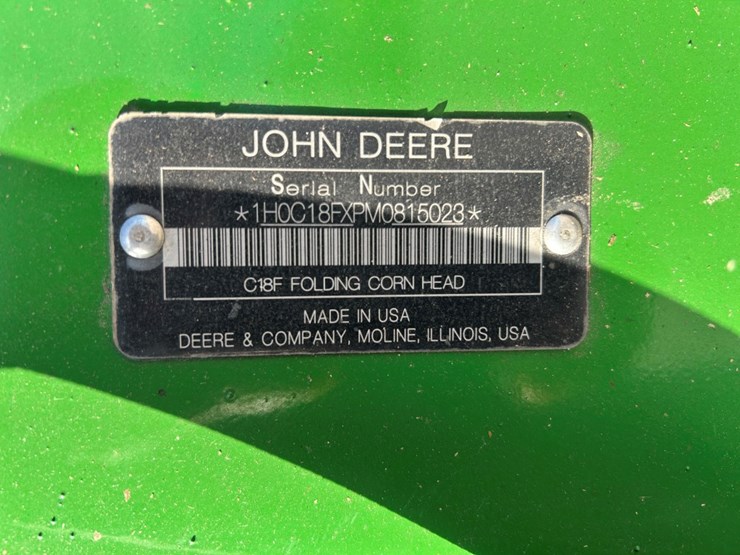 JOHN DEERE
Serial Number
*1H0C18FXPM0815023*
C18F FOLDING CORN HEAD
MADE IN USA
DEERE & COMPANY, MOLINE, ILLINOIS, USA